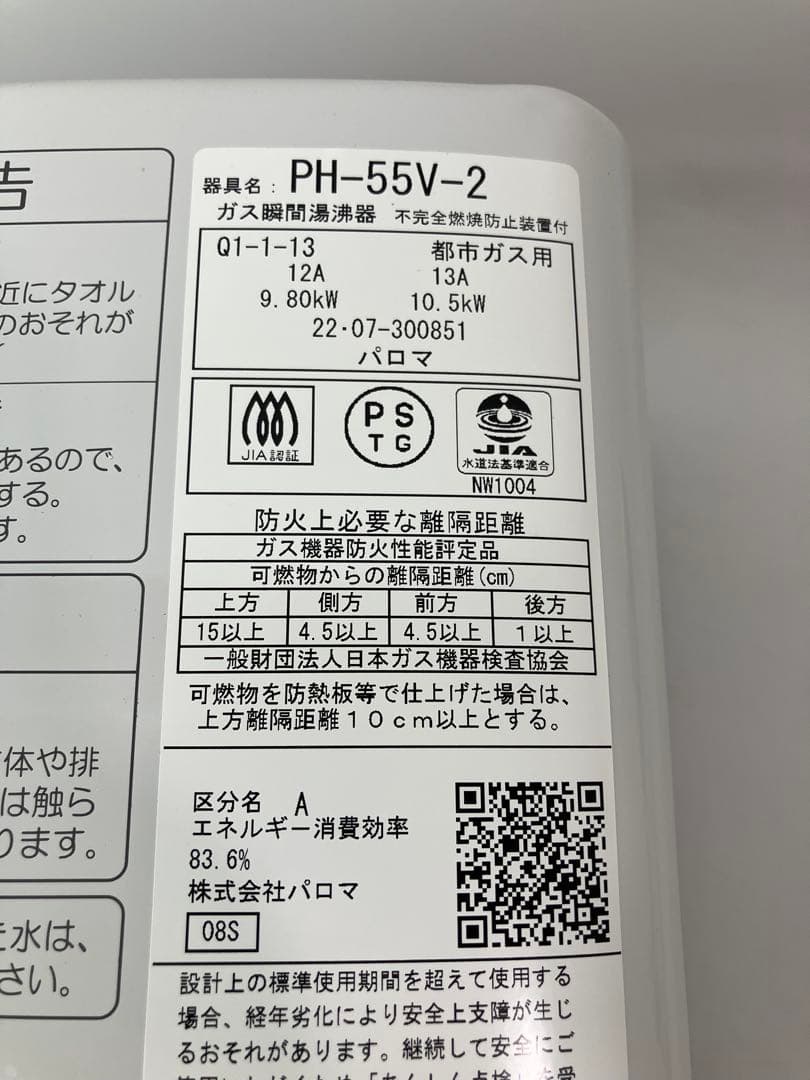 告
近にタオル
のおそれが
あるので、
する。
す。
体や排
は触ら
ります。
水は、
さい。
器具名： PH-55V-2
ガス瞬間湯沸器 不完全燃焼防止装置付
Q1-1-13 都市ガス用
12A 13A
9.80kW 10.5kW
22・07-300851
パロマ
JIA認証
PS
TG
JIA
水道法基準適合
NW1004
防火上必要な離隔距離
ガス機器防火性能評定品
可燃物からの離隔距離(cm)
上方 側方 前方 後方
15以上 4.5以上 4.5以上 1以上
一般財団法人日本ガス機器検査協会
可燃物を防熱板等で仕上げた場合は、
上方離隔距離１０ｃｍ以上とする。
区分名 A
エネルギー消費効率
83.6%
株式会社パロマ
08S
設計上の標準使用期間を超えて使用する
場合、経年劣化により安全上支障が生じ
るおそれがあります。継続して安全にご